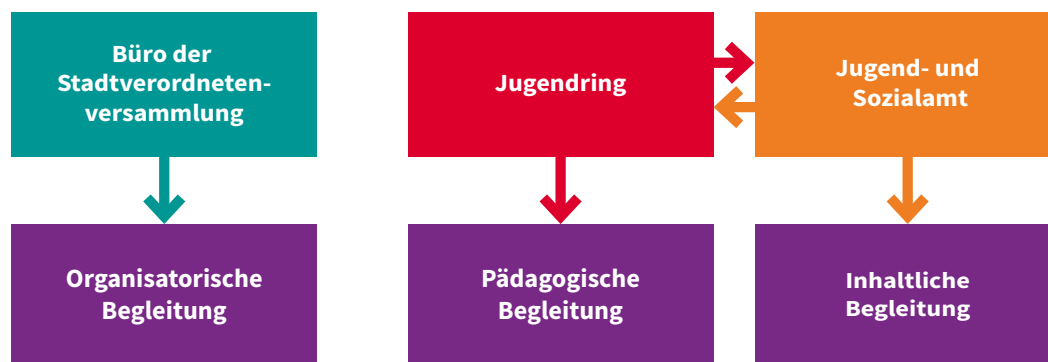 Büro der
Stadtverordneten-
versammlung
Jugendring
Jugend- und
Sozialamt
Organisatorische
Begleitung
Pädagogische
Begleitung
Inhaltliche
Begleitung